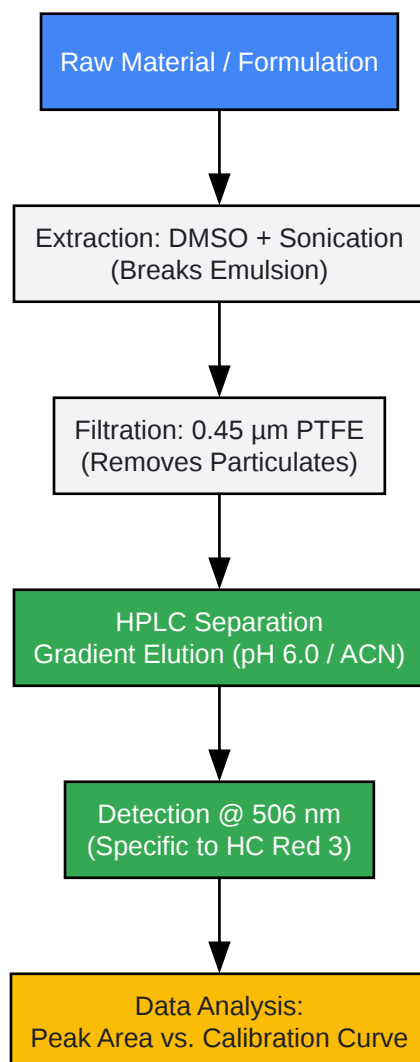 Raw Material / Formulation
Extraction: DMSO + Sonication
(Breaks Emulsion)
Filtration: 0.45 µm PTFE
(Removes Particulates)
HPLC Separation
Gradient Elution (pH 6.0 / ACN)
Detection @ 506 nm
(Specific to HC Red 3)
Data Analysis:
Peak Area vs. Calibration Curve